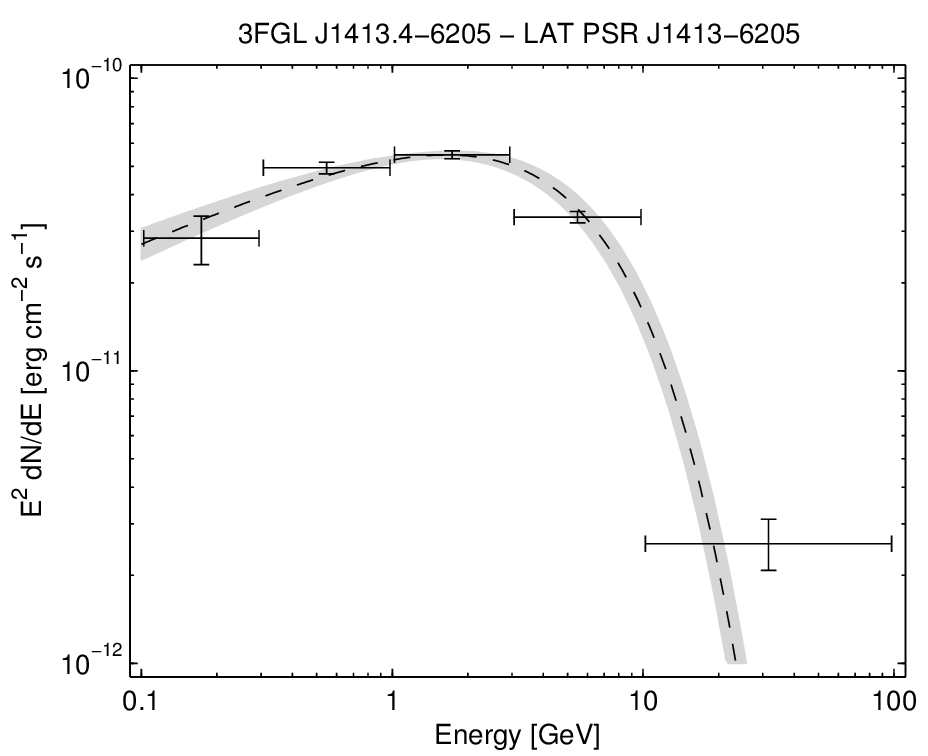 3FGL J1413.4−6205 − LAT PSR J1413−6205
E² dN/dE [erg cm⁻² s⁻¹]
10⁻¹⁰
10⁻¹¹
10⁻¹²
0.1 1 10 100
Energy [GeV]